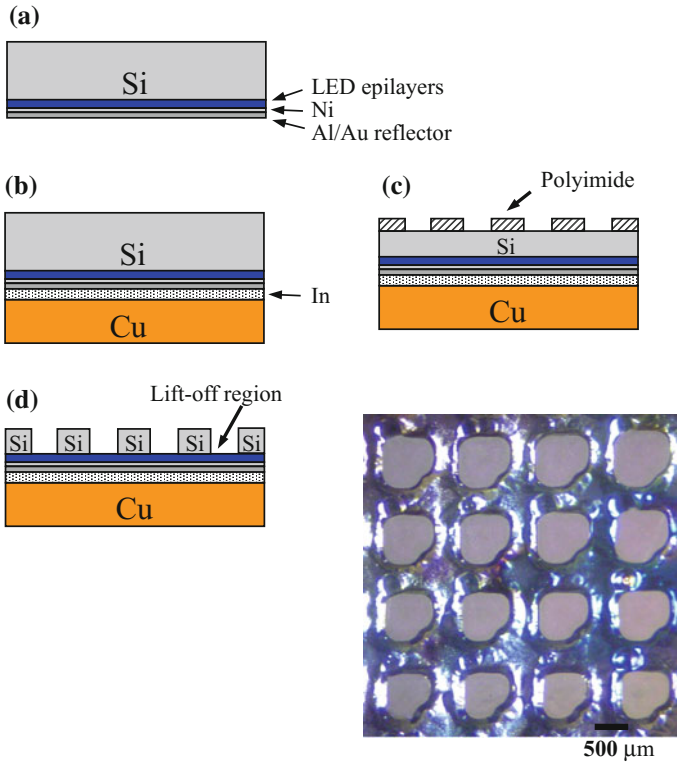 (a)
Si
LED epilayers
Ni
Al/Au reflector
(b)
(c)
Polyimide
Si
Si
In
Cu
Cu
(d)
Lift-off region
Si Si Si Si Si
Cu
500 μm